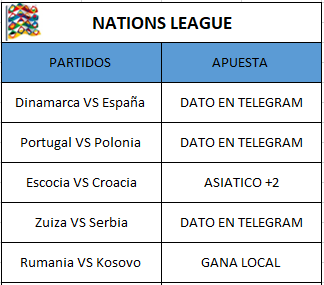 NATIONS LEAGUE
PARTIDOS APUESTA
Dinamarca VS España DATO EN TELEGRAM
Portugal VS Polonia DATO EN TELEGRAM
Escocia VS Croacia ASIATICO +2
Zuiza VS Serbia DATO EN TELEGRAM
Rumania VS Kosovo GANA LOCAL